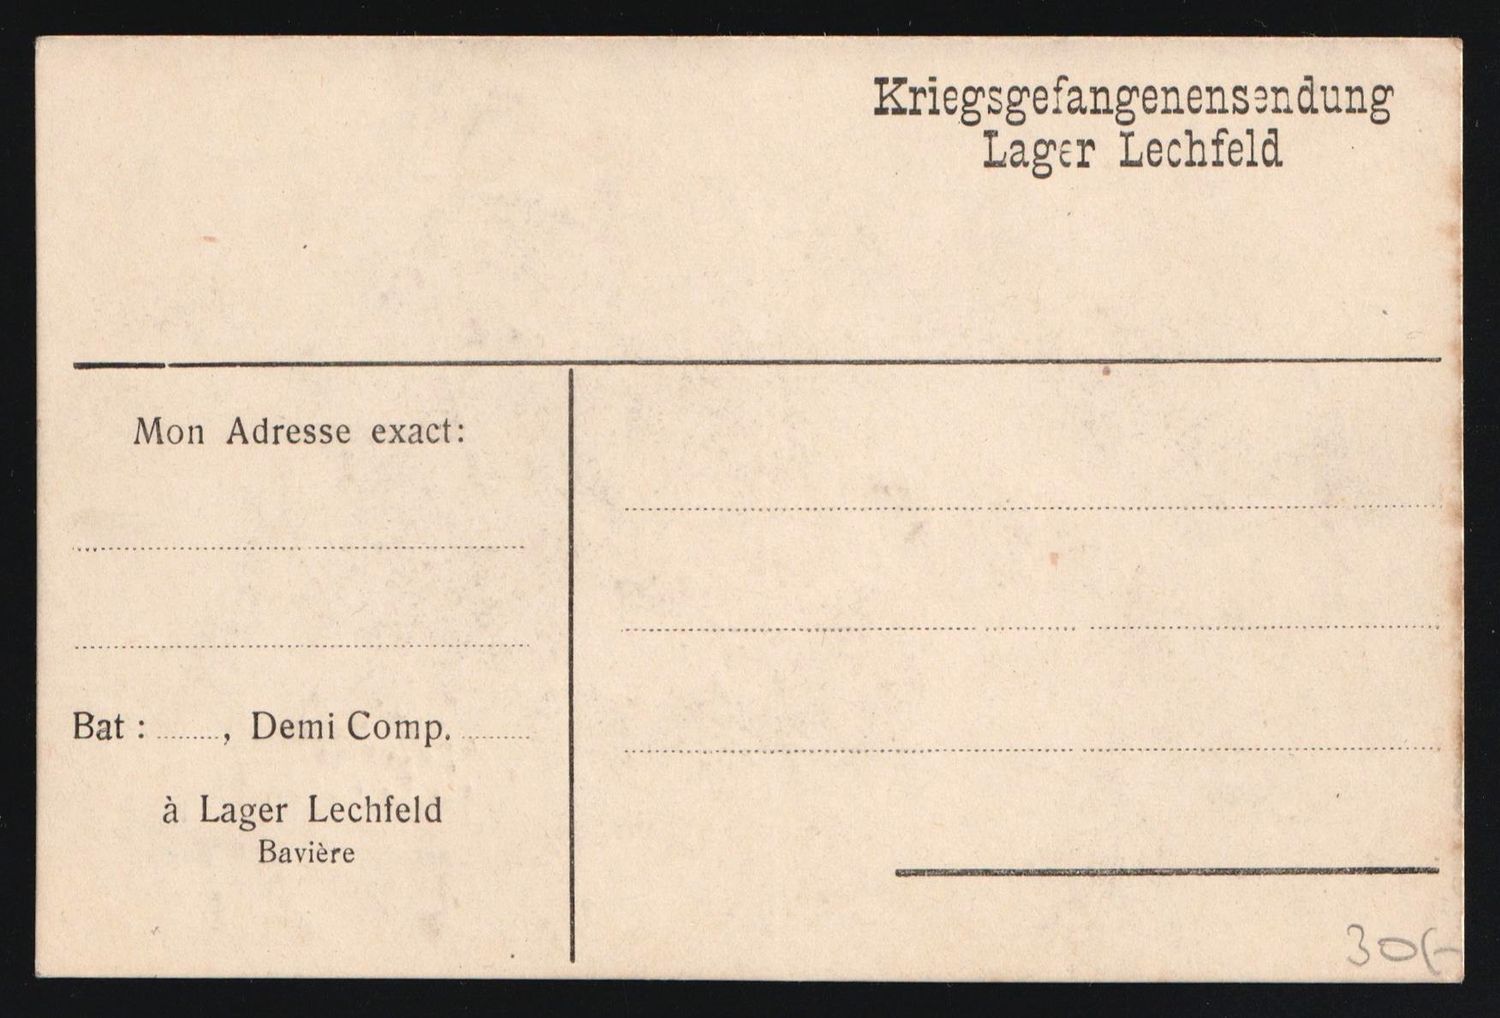 Kriegsgefangenensendung
Lager Lechfeld
Mon Adresse exact:
Bat : ......, Demi Comp. ......
à Lager Lechfeld
Bavière
30,-